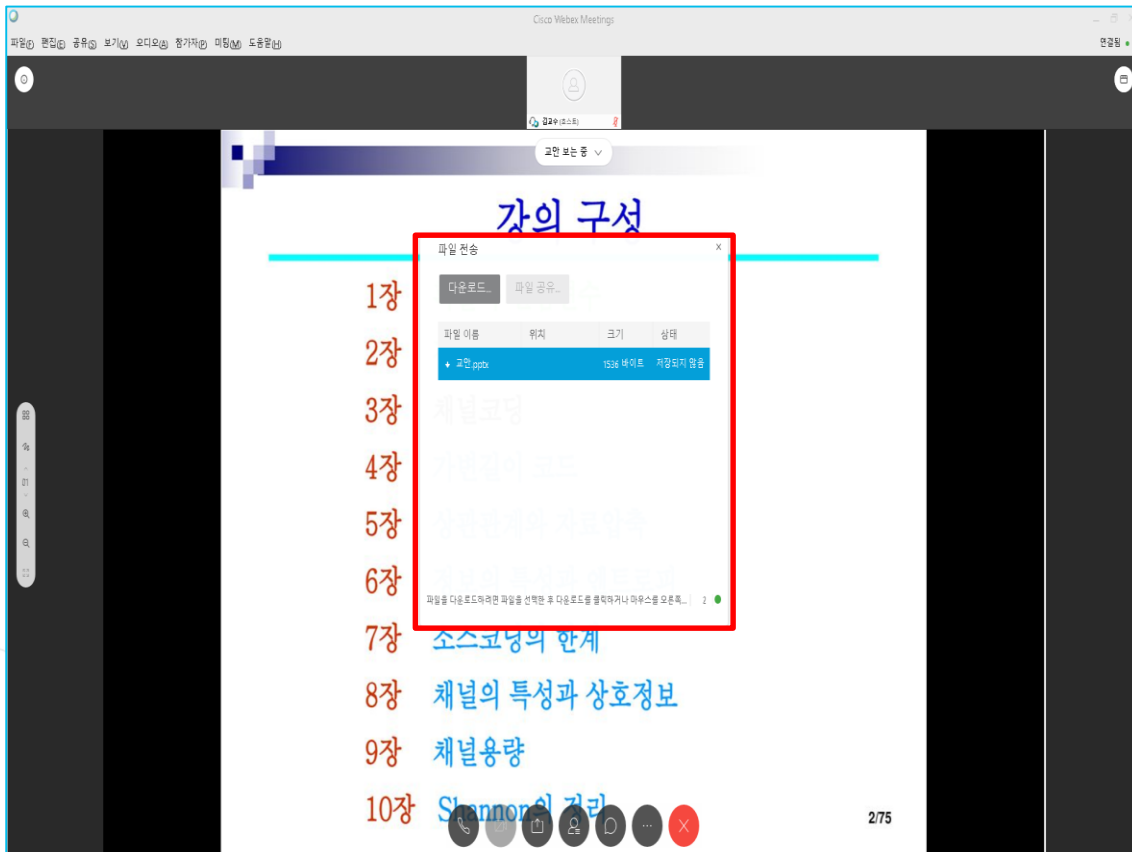 Cisco Webex Meetings
파일(F) 편집(E) 공유(S) 보기(V) 오디오(A) 참가자(P) 미팅(M) 도움말(H)
연결됨
김교수 (호스트)
교안 보는 중
강의 구성
파일 전송
다운로드... 파일 공유...
파일 이름 위치 크기 상태
교안.pptx 1536 바이트 저장되지 않음
파일을 다운로드하려면 파일을 선택한 후 다운로드를 클릭하거나 마우스를 오른쪽... 2
1장
2장
3장 채널코딩
4장 가변길이 코드
5장
6장
7장 소스코딩의 한계
8장 채널의 특성과 상호정보
9장 채널용량
10장 Shannon의 정리
2/75